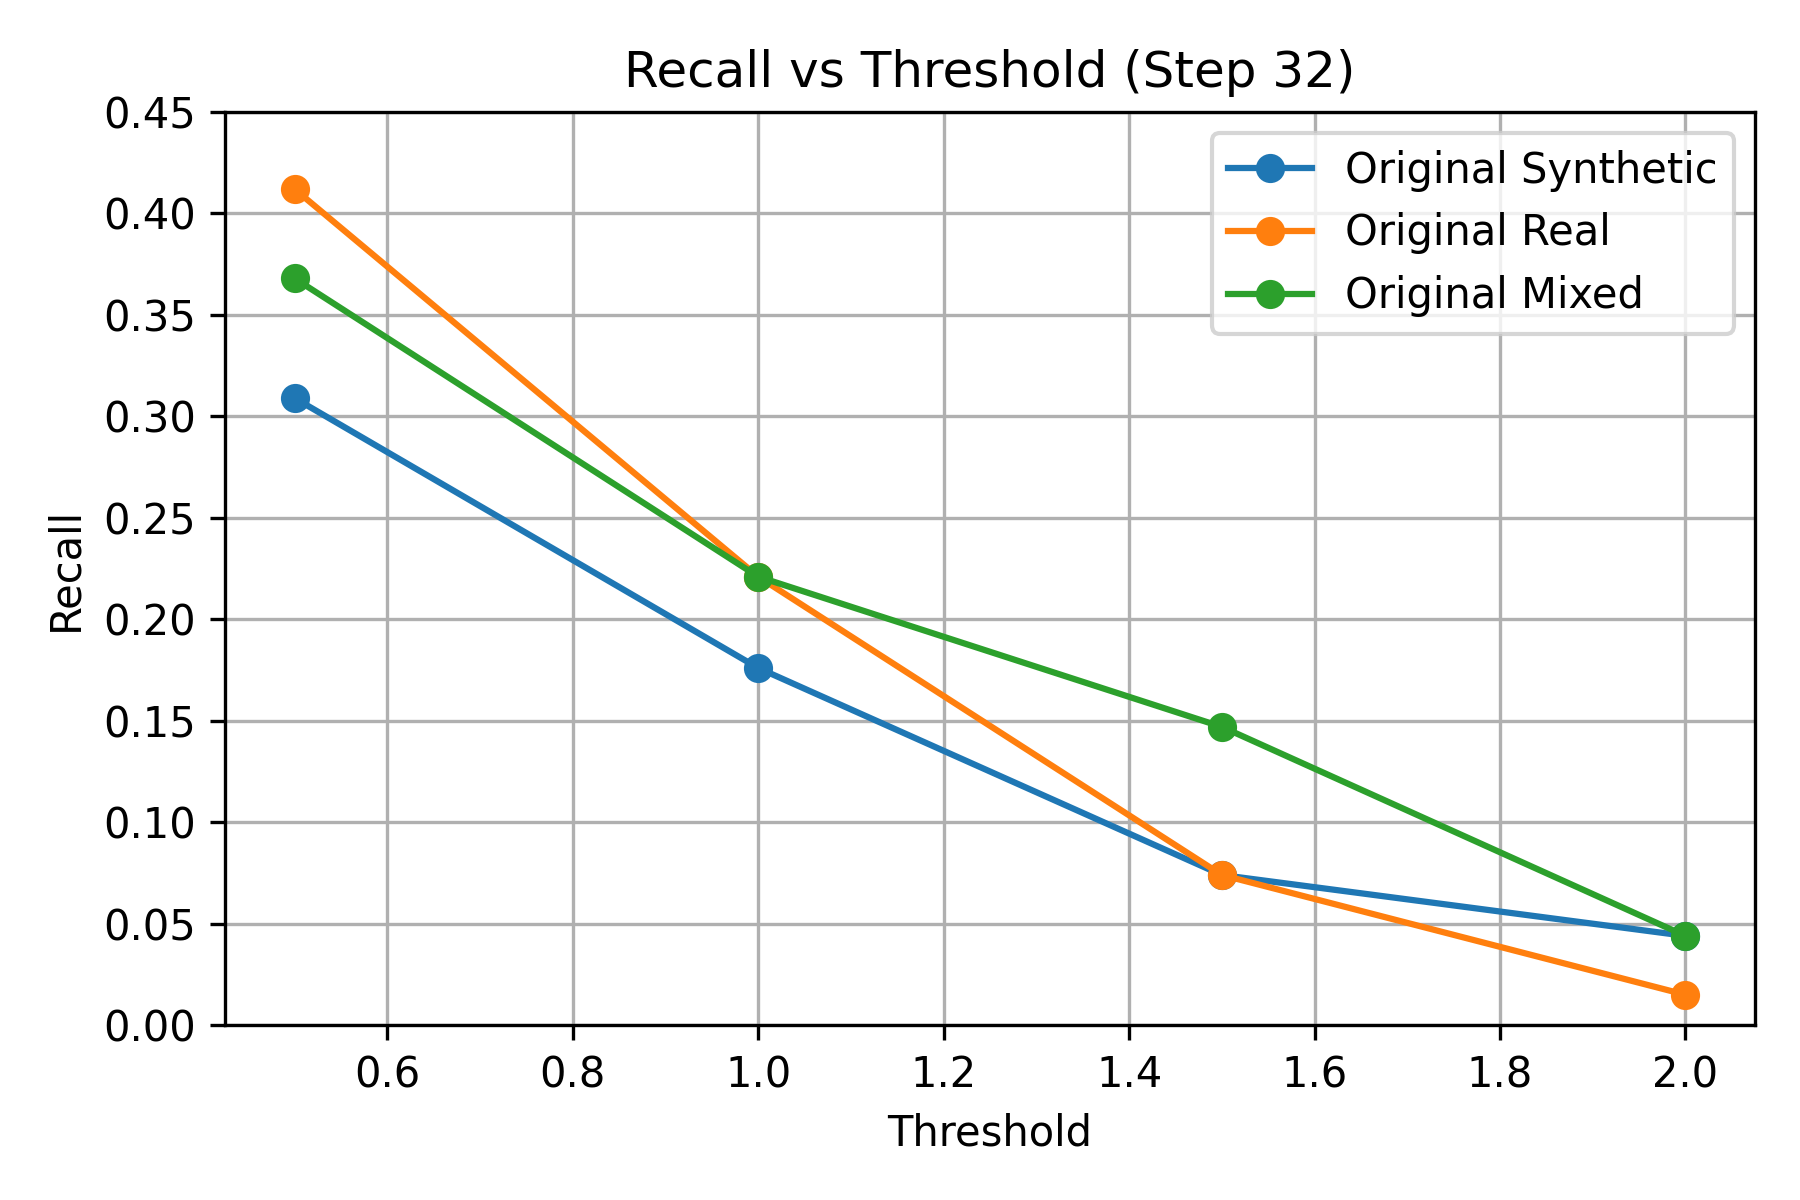 Recall vs Threshold (Step 32)
0.45
0.40
0.35
0.30
0.25
0.20
0.15
0.10
0.05
0.00
Recall
Original Synthetic
Original Real
Original Mixed
0.6 0.8 1.0 1.2 1.4 1.6 1.8 2.0
Threshold